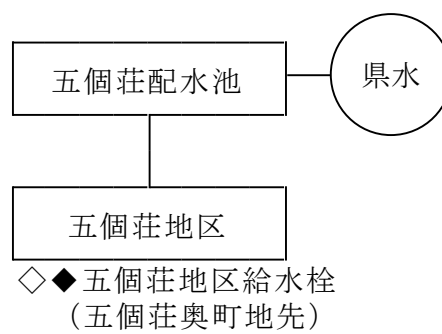 五個荘配水池
県水
五個荘地区
◇◆五個荘地区給水栓
（五個荘奥町地先）